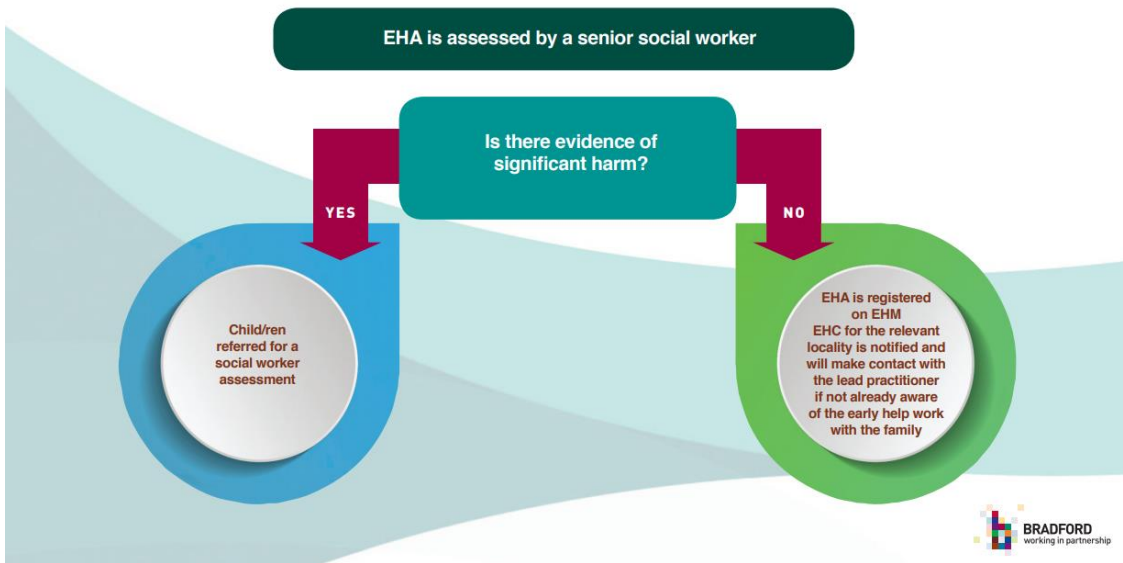 EHA is assessed by a senior social worker
Is there evidence of
significant harm?
YES
NO
Child/ren
referred for a
social worker
assessment
EHA is registered
on EHM
EHC for the relevant
locality is notified and
will make contact with
the lead practitioner
if not already aware
of the early help work
with the family
BRADFORD
working in partnership